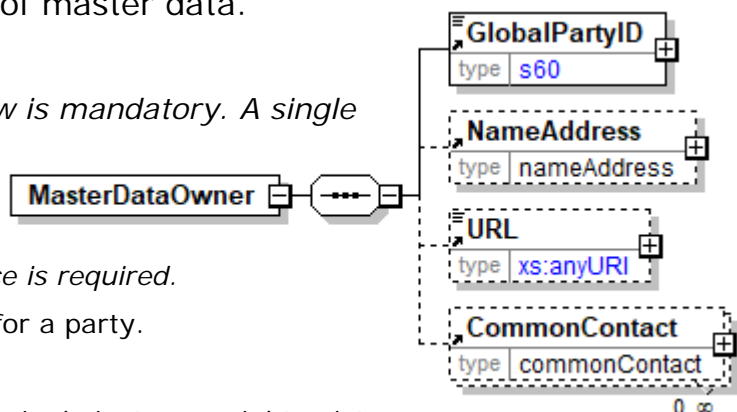 of master data.
GlobalPartyID
type s60
w is mandatory. A single
NameAddress
type nameAddress
MasterDataOwner
URL
type xs:anyURI
e is required.
for a party.
CommonContact
type commonContact
0..∞